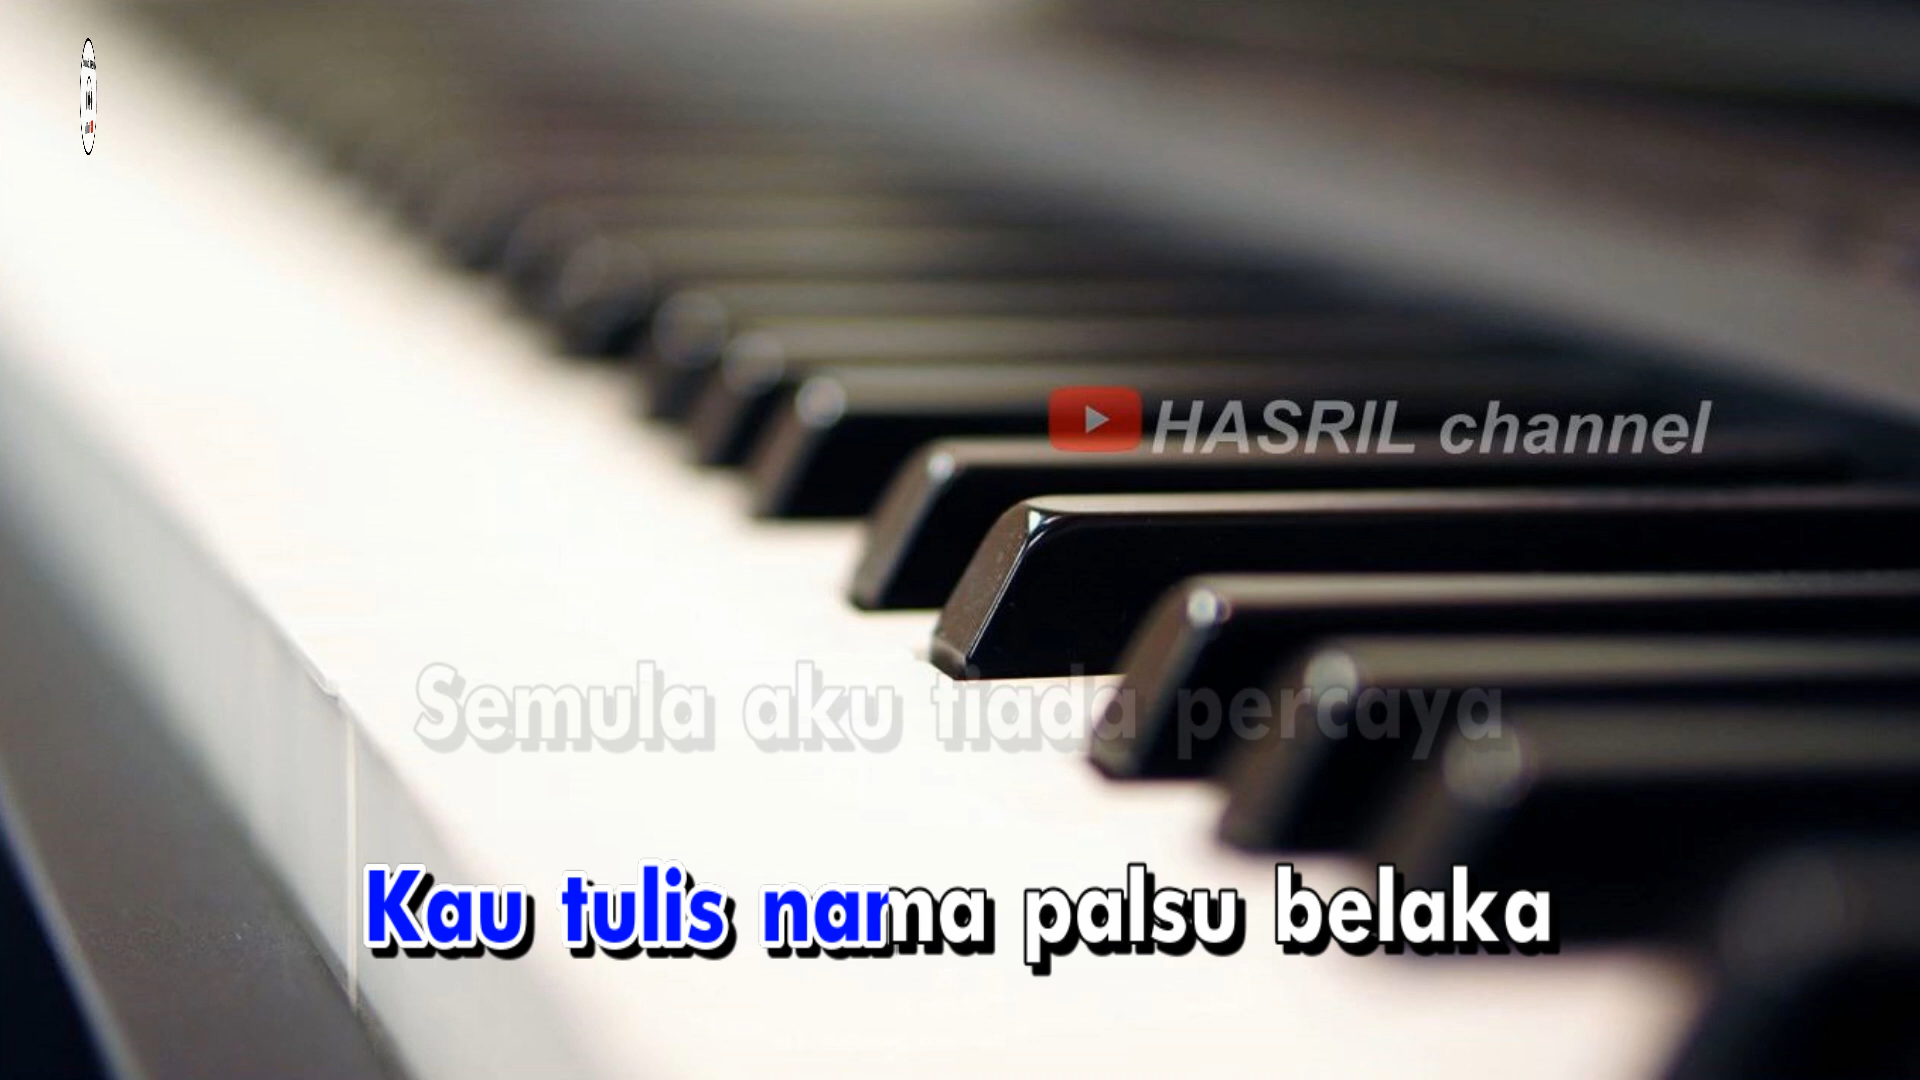 HASRIL channel
Semula aku tiada percaya
Kau tulis nama palsu belaka